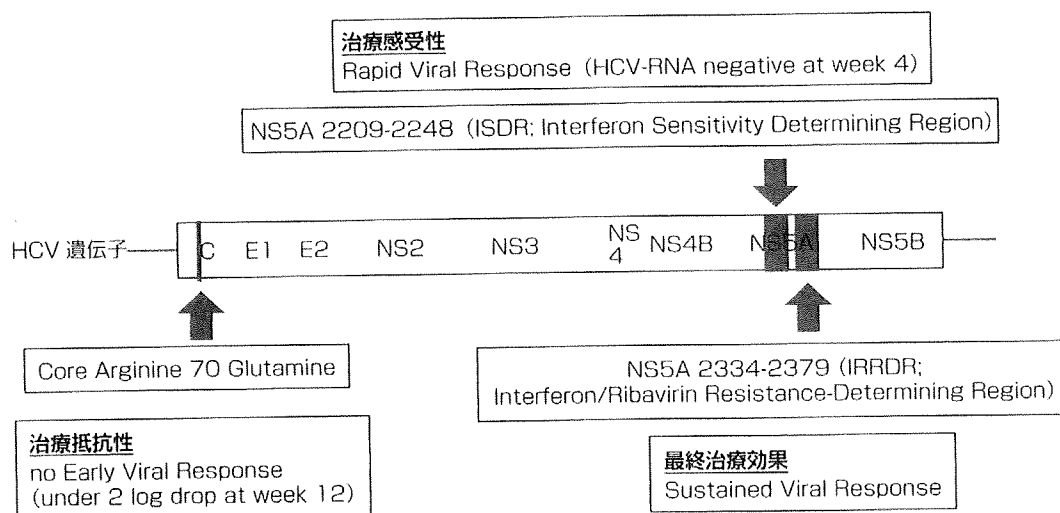 治療感受性
Rapid Viral Response (HCV-RNA negative at week 4)
NS5A 2209-2248 (ISDR; Interferon Sensitivity Determining Region)
HCV 遺伝子
C E1 E2 NS2 NS3 NS4 NS4B NS5A NS5B
Core Arginine 70 Glutamine
NS5A 2334-2379 (IRRDR;
Interferon/Ribavirin Resistance-Determining Region)
治療抵抗性
no Early Viral Response
(under 2 log drop at week 12)
最終治療効果
Sustained Viral Response